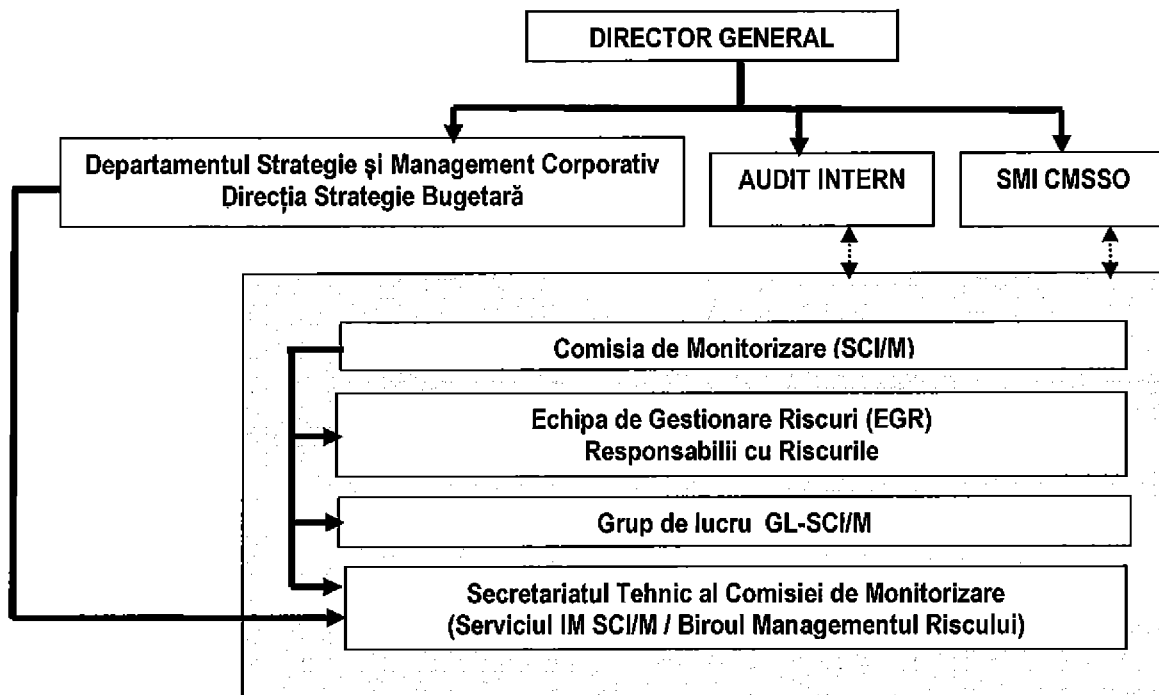 DIRECTOR GENERAL
Departamentul Strategie și Management Corporativ
Direcția Strategie Bugetară
AUDIT INTERN
SMI CMSSO
Comisia de Monitorizare (SCI/M)
Echipa de Gestionare Riscuri (EGR)
Responsabilii cu Riscurile
Grup de lucru GL-SCI/M
Secretariatul Tehnic al Comisiei de Monitorizare
(Serviciul IM SCI/M / Biroul Managementul Riscului)